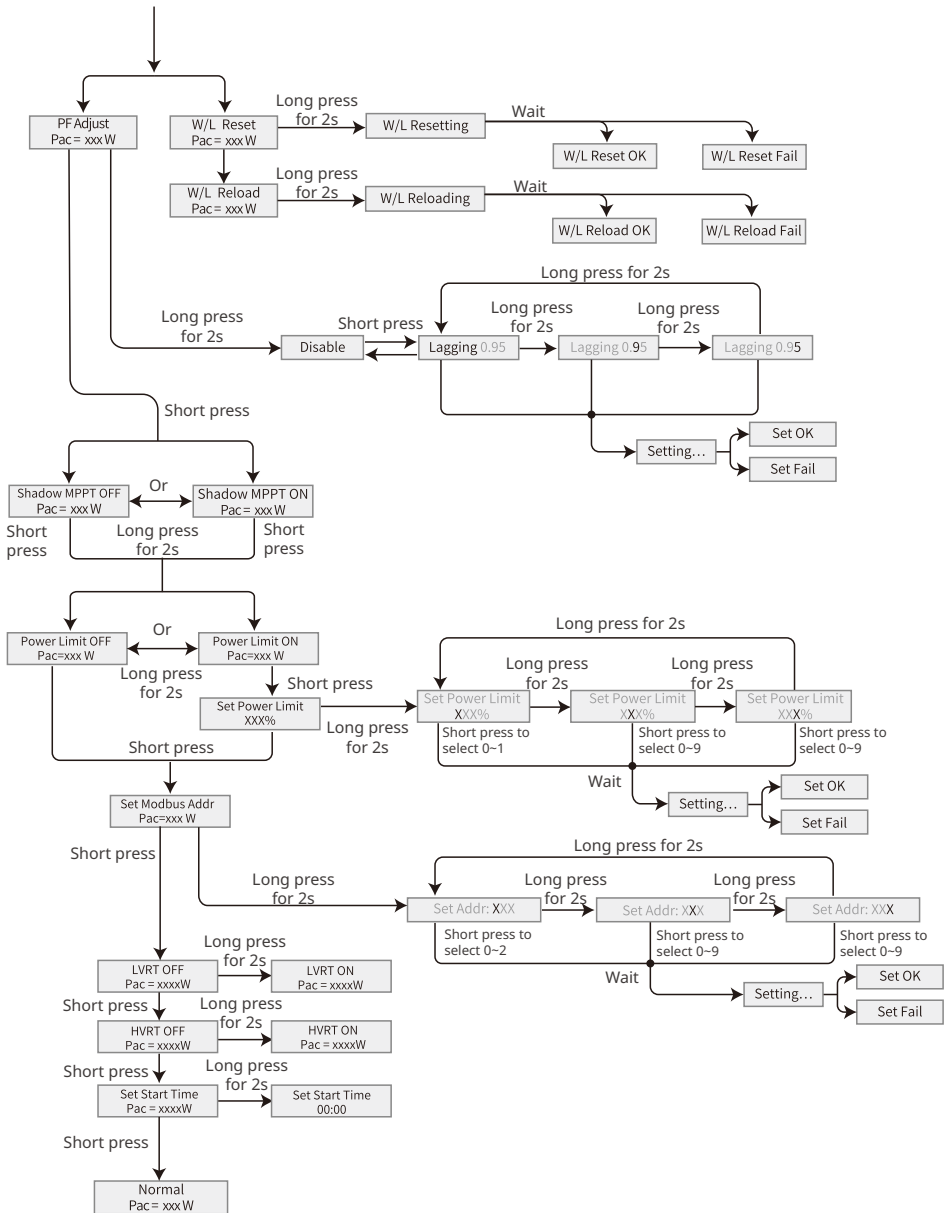 Long press
for 2s
Wait
PF Adjust
Pac = xxx W
W/L Reset
Pac = xxx W
W/L Resetting
W/L Reset OK
W/L Reset Fail
Long press
for 2s
Wait
W/L Reload
Pac = xxx W
W/L Reloading
W/L Reload OK
W/L Reload Fail
Long press for 2s
Long press
for 2s
Short press
Long press
for 2s
Long press
for 2s
Disable
Lagging 0.95
Lagging 0.95
Lagging 0.95
Short press
Setting...
Set OK
Set Fail
Shadow MPPT OFF
Pac = xxx W
Or
Shadow MPPT ON
Pac = xxx W
Short
press
Long press
for 2s
Short
press
Power Limit OFF
Pac=xxx W
Or
Power Limit ON
Pac=xxx W
Long press
for 2s
Short press
Long press for 2s
Long press
for 2s
Long press
for 2s
Set Power Limit
XXX%
Long press
for 2s
Set Power Limit
XXX%
Set Power Limit
XXX%
Set Power Limit
XXX%
Short press to
select 0~1
Short press to
select 0~9
Short press to
select 0~9
Short press
Wait
Setting...
Set OK
Set Fail
Set Modbus Addr
Pac=xxx W
Short press
Long press for 2s
Long press
for 2s
Long press
for 2s
Long press
for 2s
Set Addr: XXX
Set Addr: XXX
Set Addr: XXX
Short press to
select 0~2
Short press to
select 0~9
Short press to
select 0~9
Wait
Setting...
Set OK
Set Fail
Long press
for 2s
LVRT OFF
Pac = xxxxW
LVRT ON
Pac = xxxxW
Short press
Long press
for 2s
HVRT OFF
Pac = xxxxW
HVRT ON
Pac = xxxxW
Short press
Long press
for 2s
Set Start Time
Pac = xxxxW
Set Start Time
00:00
Short press
Normal
Pac = xxx W